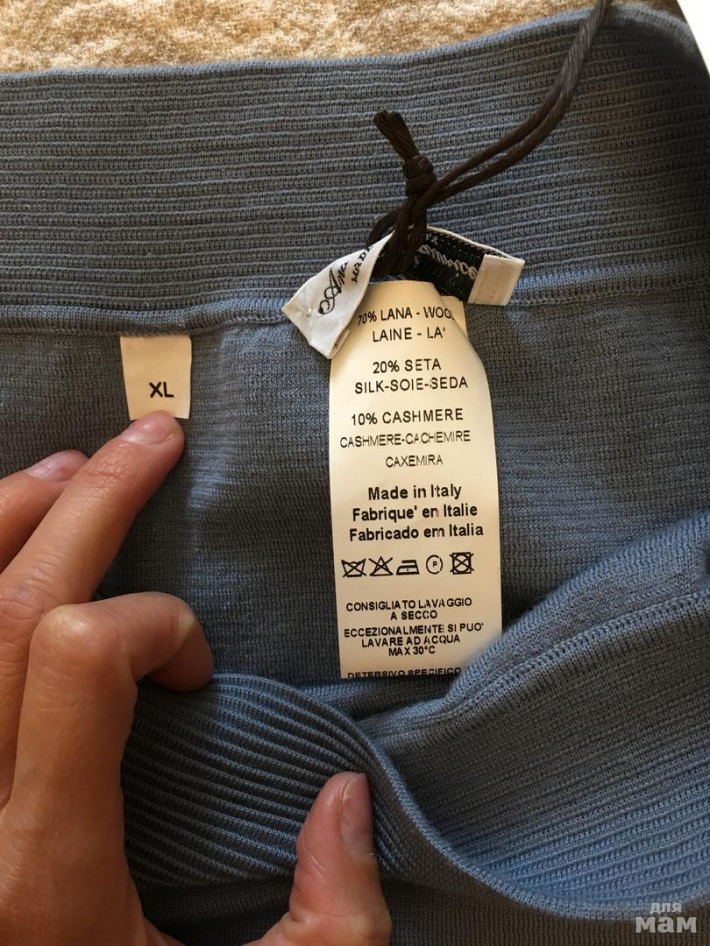 XL
70% LANA - WOO
LAINE - LA'
20% SETA
SILK-SOIE-SEDA
10% CASHMERE
CASHMERE-CACHEMIRE
CAXEMIRA
Made in Italy
Fabrique' en Italie
Fabricado em Italia
P
CONSIGLIATO LAVAGGIO
A SECCO
ECCEZIONALMENTE SI PUO'
LAVARE AD ACQUA
MAX 30°C
DETERSIVO SPECIFICO
для
мам